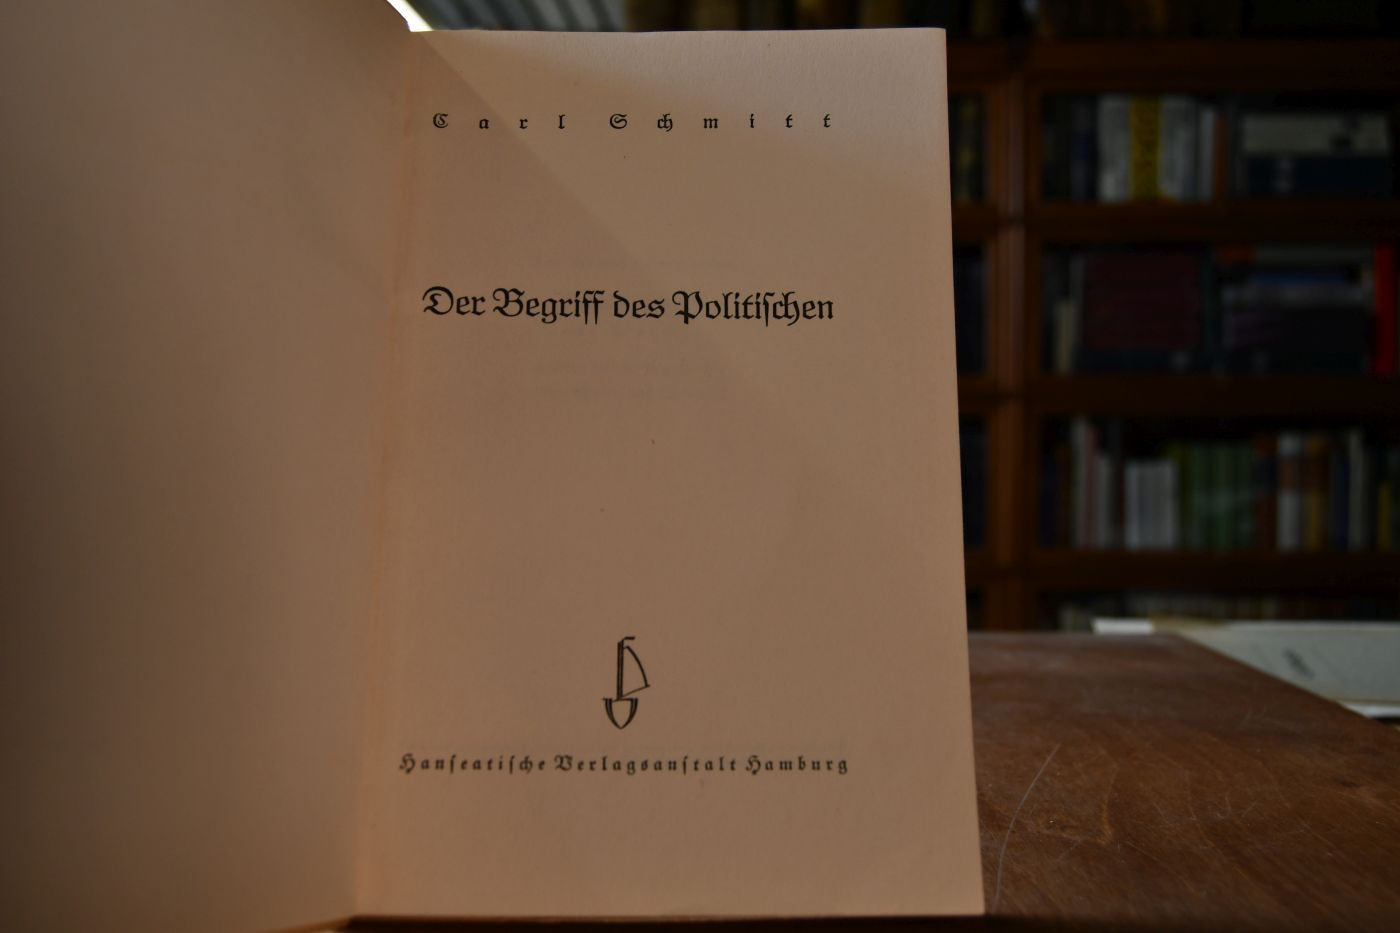 Carl Schmitt
Der Begriff des Politiſchen
Hanſeatiſche Verlagsanſtalt Hamburg